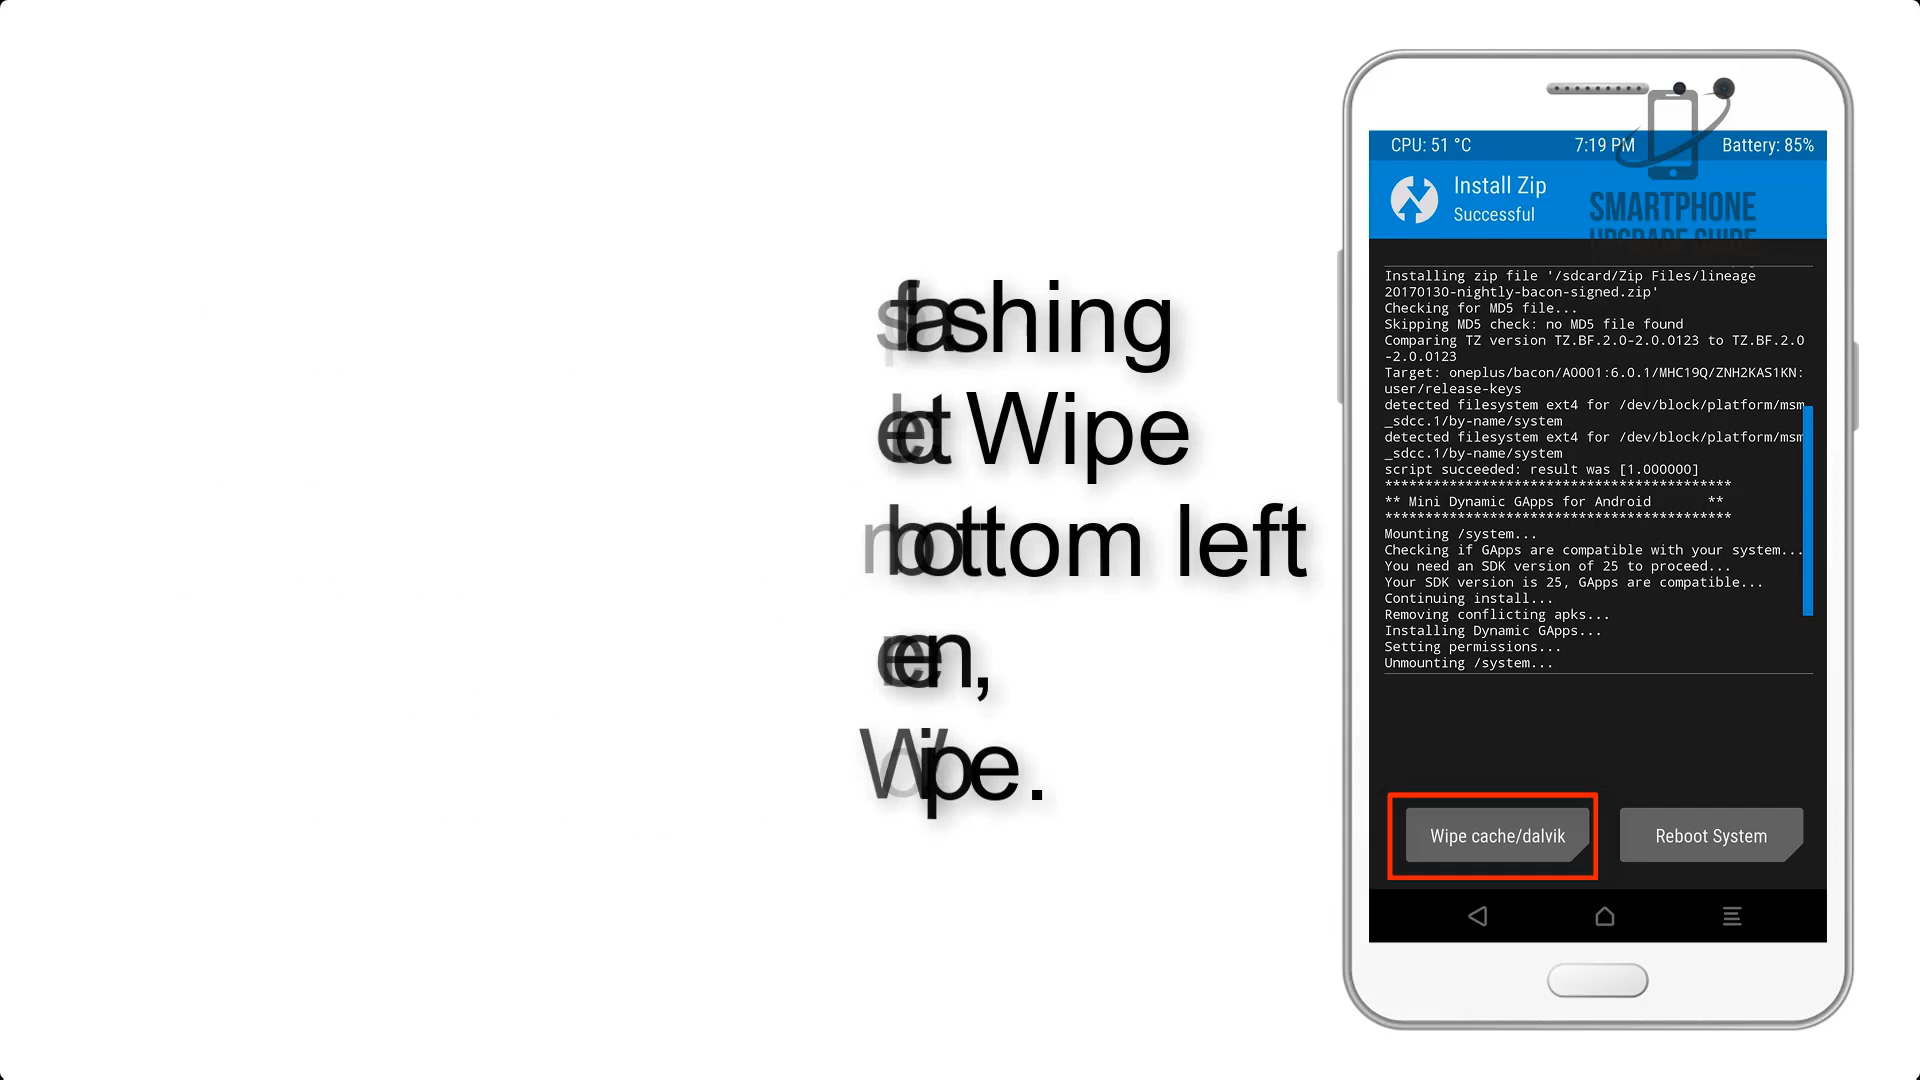 flashing
Wipe
bottom left
Wipe.
CPU: 51 °C 7:19 PM Battery: 85%
Install Zip
Successful
SMARTPHONE
UPGRADE GUIDE
Installing zip file '/sdcard/Zip Files/lineage
20170130-nightly-bacon-signed.zip'
Checking for MD5 file...
Skipping MD5 check: no MD5 file found
Comparing TZ version TZ.BF.2.0-2.0.0123 to TZ.BF.2.0
-2.0.0123
Target: oneplus/bacon/A0001:6.0.1/MHC19Q/ZNH2KAS1KN:
user/release-keys
detected filesystem ext4 for /dev/block/platform/msm
_sdcc.1/by-name/system
detected filesystem ext4 for /dev/block/platform/msm
_sdcc.1/by-name/system
script succeeded: result was [1.000000]
*******************************************
** Mini Dynamic GApps for Android **
*******************************************
Mounting /system...
Checking if GApps are compatible with your system...
You need an SDK version of 25 to proceed...
Your SDK version is 25, GApps are compatible...
Continuing install...
Removing conflicting apks...
Installing Dynamic GApps...
Setting permissions...
Unmounting /system...
Wipe cache/dalvik Reboot System